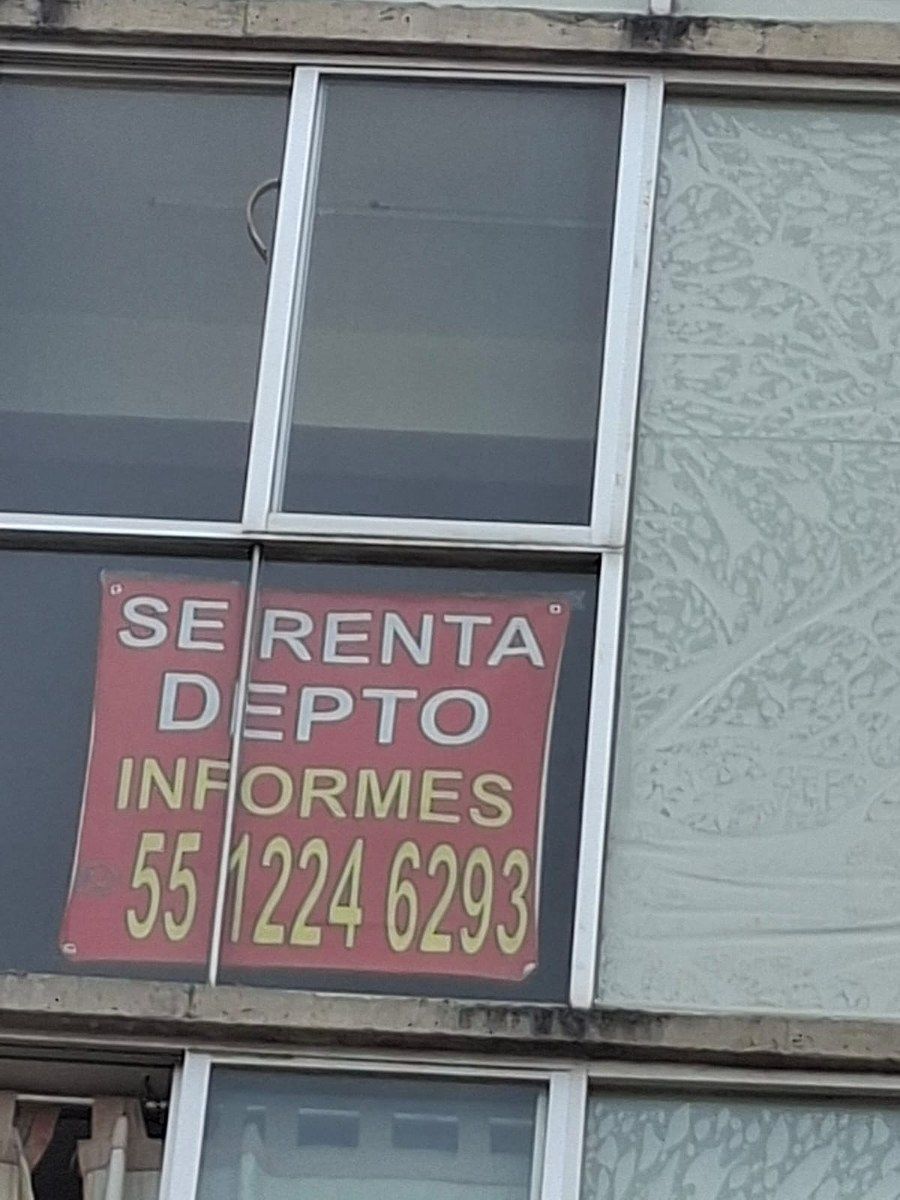 SE RENTA
DEPTO
INFORMES
55 1224 6293